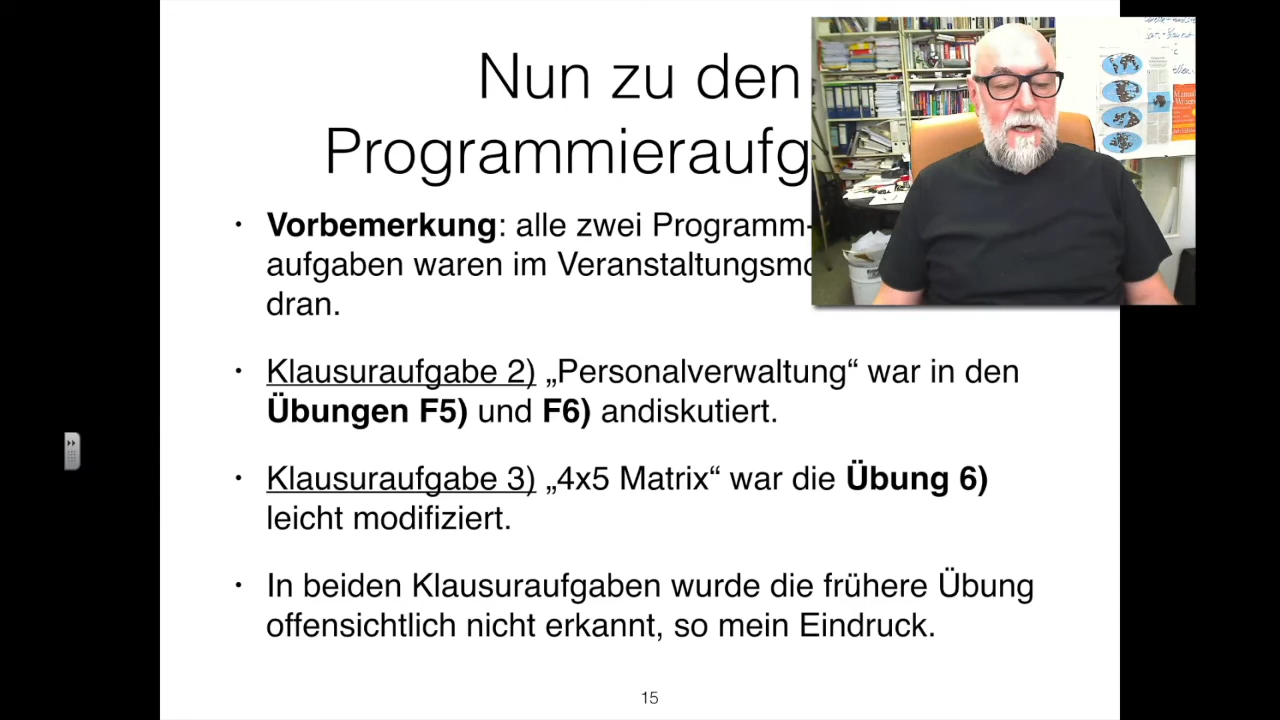 Nun zu den
Programmieraufg
• Vorbemerkung: alle zwei Programm-
aufgaben waren im Veranstaltungsmo
dran.
• Klausuraufgabe 2) „Personalverwaltung“ war in den
Übungen F5) und F6) andiskutiert.
• Klausuraufgabe 3) „4x5 Matrix“ war die Übung 6)
leicht modifiziert.
• In beiden Klausuraufgaben wurde die frühere Übung
offensichtlich nicht erkannt, so mein Eindruck.
15